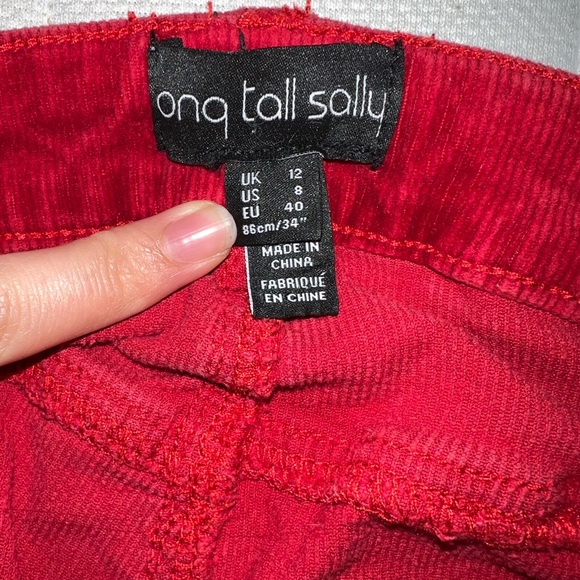 ong tall sally
UK 12
US 8
EU 40
86cm/34"
MADE IN
CHINA
FABRIQUÉ
EN CHINE